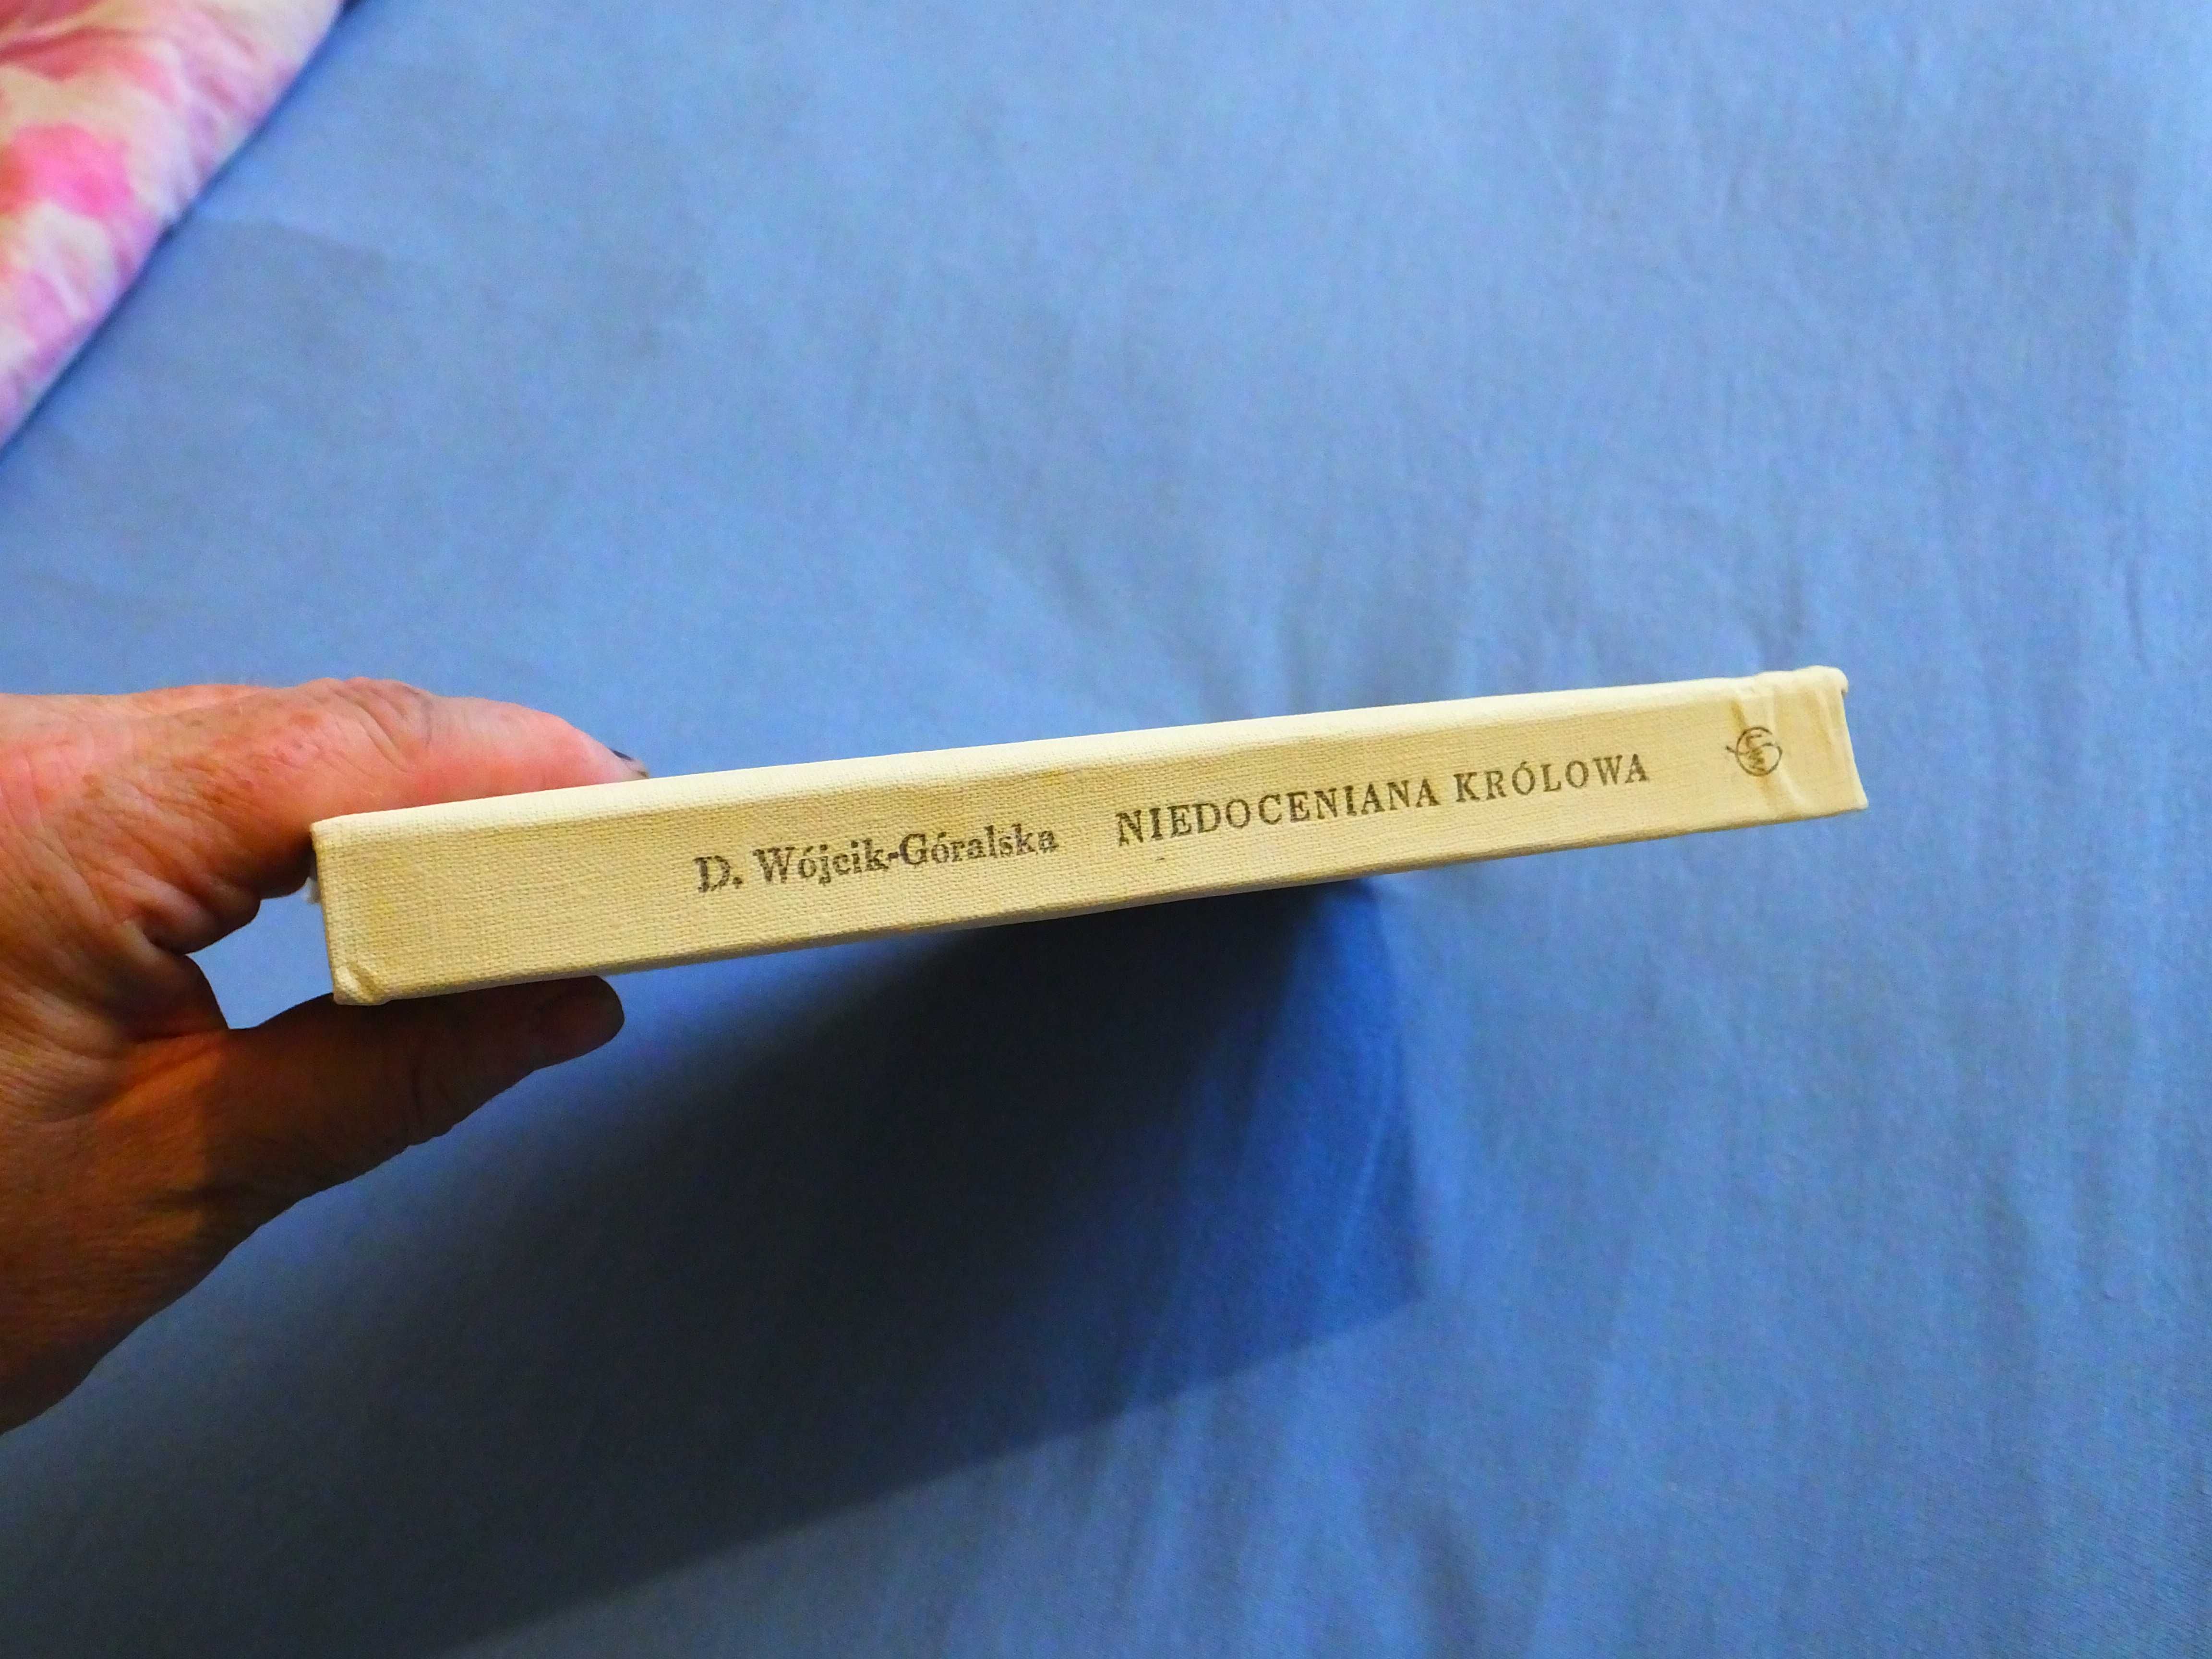 D. Wójcik-Góralska NIEDOCENIANA KRÓLOWA